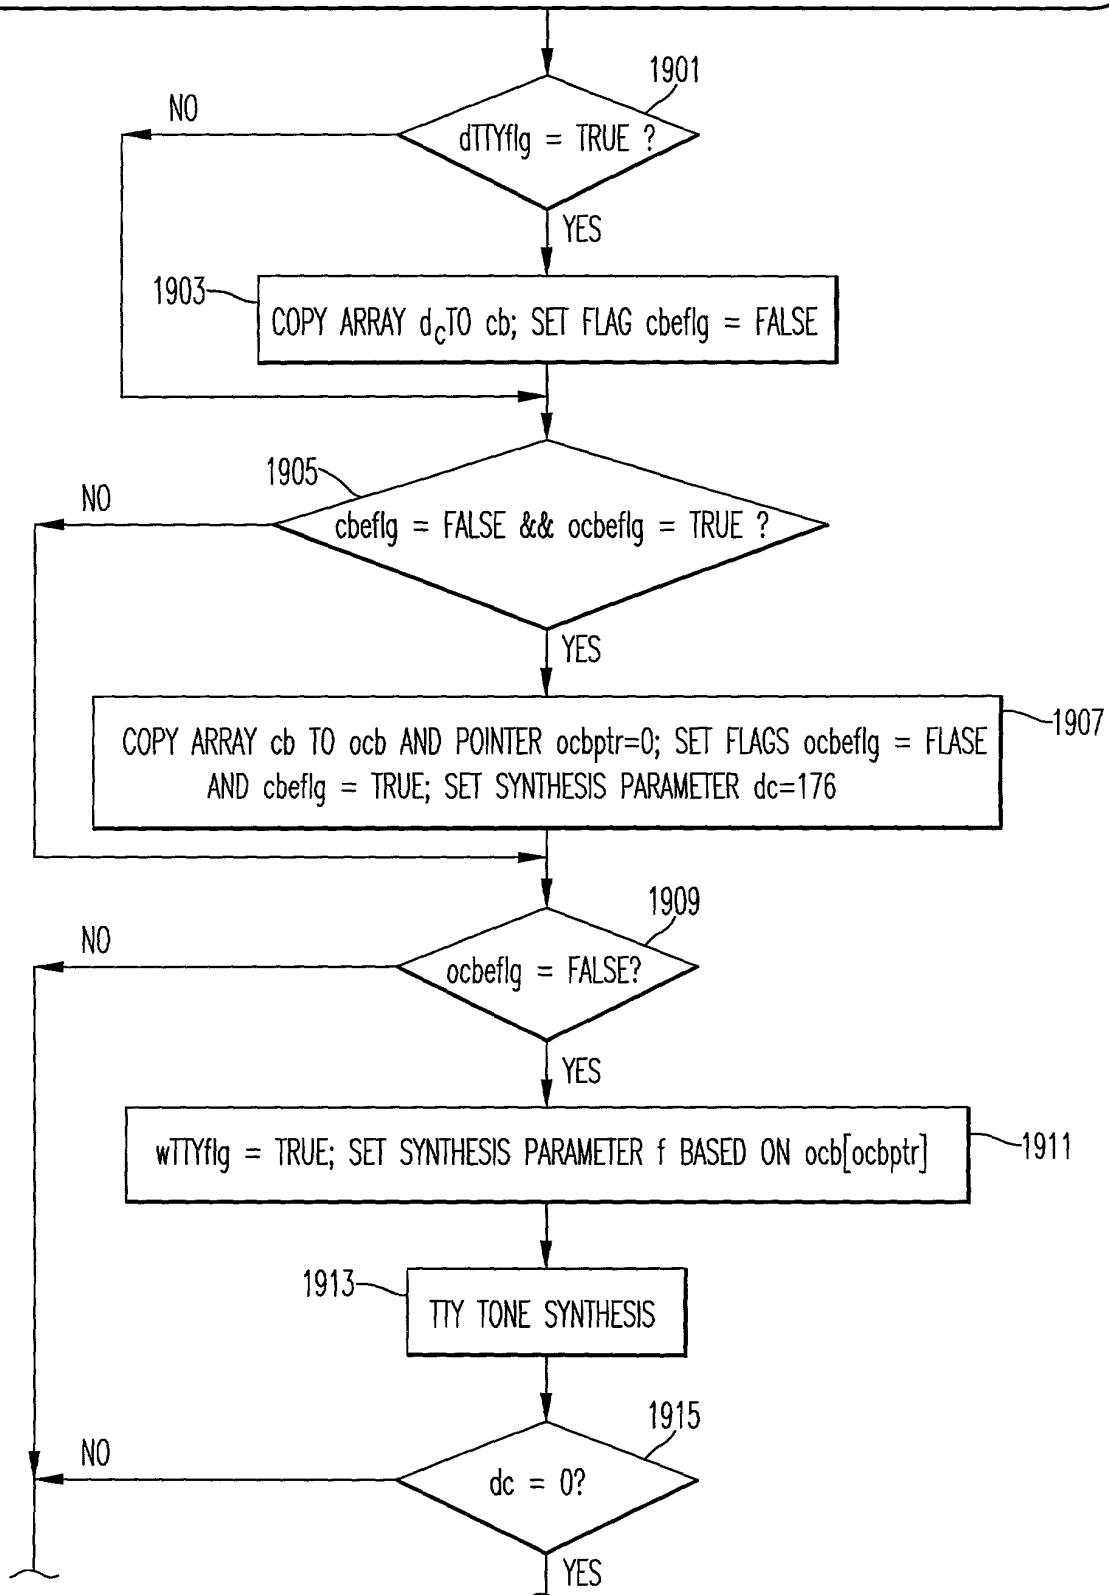 1901
NO
dTTYflg = TRUE ?
YES
1903
COPY ARRAY dc TO cb; SET FLAG cbeflg = FALSE
1905
NO
cbeflg = FALSE && ocbeflg = TRUE ?
YES
1907
COPY ARRAY cb TO ocb AND POINTER ocbptr=0; SET FLAGS ocbeflg = FLASE
AND cbeflg = TRUE; SET SYNTHESIS PARAMETER dc=176
1909
NO
ocbeflg = FALSE?
YES
wTTYflg = TRUE; SET SYNTHESIS PARAMETER f BASED ON ocb[ocbptr]
1911
1913
TTY TONE SYNTHESIS
1915
NO
dc = 0?
YES